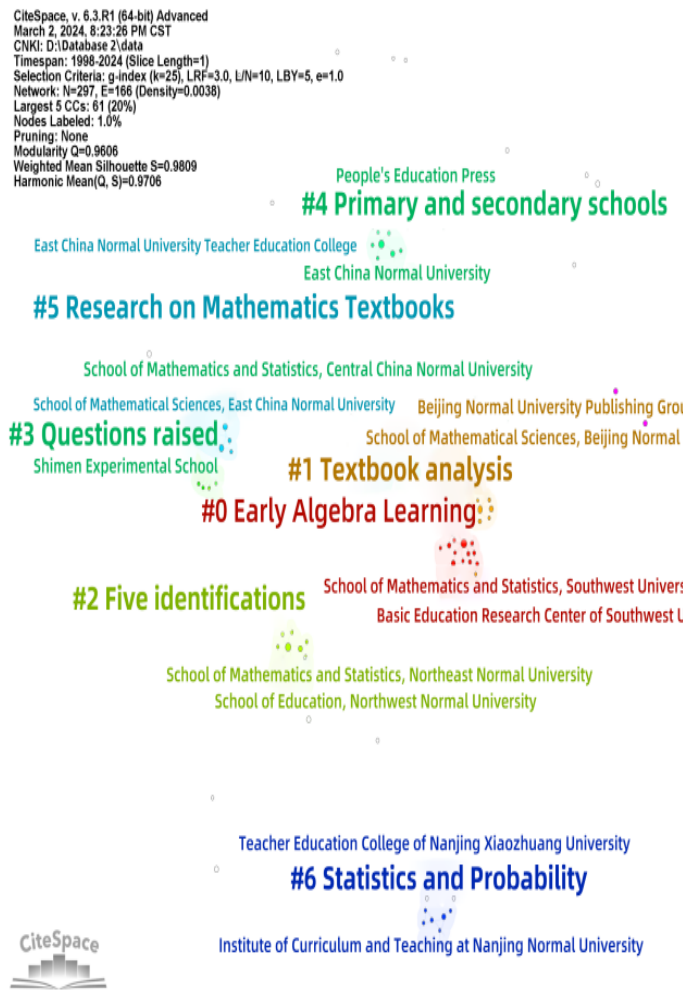 CiteSpace, v. 6.3.R1 (64-bit) Advanced
March 2, 2024, 8:23:26 PM CST
CNKI: D:\Database 2\data
Timespan: 1998-2024 (Slice Length=1)
Selection Criteria: g-index (k=25), LRF=3.0, L/N=10, LBY=5, e=1.0
Network: N=297, E=166 (Density=0.0038)
Largest 5 CCs: 61 (20%)
Nodes Labeled: 1.0%
Pruning: None
Modularity Q=0.9606
Weighted Mean Silhouette S=0.9809
Harmonic Mean(Q, S)=0.9706
People's Education Press
#4 Primary and secondary schools
East China Normal University Teacher Education College
East China Normal University
#5 Research on Mathematics Textbooks
School of Mathematics and Statistics, Central China Normal University
School of Mathematical Sciences, East China Normal University
Beijing Normal University Publishing Grou
#3 Questions raised
School of Mathematical Sciences, Beijing Normal
Shimen Experimental School
#1 Textbook analysis
#0 Early Algebra Learning
School of Mathematics and Statistics, Southwest Univers
#2 Five identifications
Basic Education Research Center of Southwest U
School of Mathematics and Statistics, Northeast Normal University
School of Education, Northwest Normal University
Teacher Education College of Nanjing Xiaozhuang University
#6 Statistics and Probability
Institute of Curriculum and Teaching at Nanjing Normal University
CiteSpace